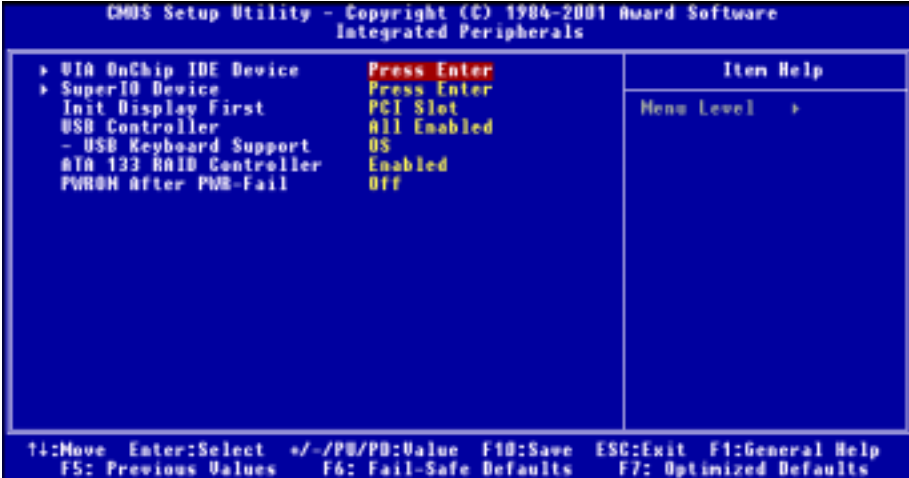 CMOS Setup Utility - Copyright (C) 1984-2001 Award Software
Integrated Peripherals
VIA OnChip IDE Device Press Enter
SuperIO Device Press Enter
Init Display First PCI Slot
USB Controller All Enabled
- USB Keyboard Support OS
ATA 133 RAID Controller Enabled
PWRON After PWR-Fail Off
Item Help
Menu Level
↑↓:Move Enter:Select +/-/PU/PD:Value F10:Save ESC:Exit F1:General Help
F5: Previous Values F6: Fail-Safe Defaults F7: Optimized Defaults